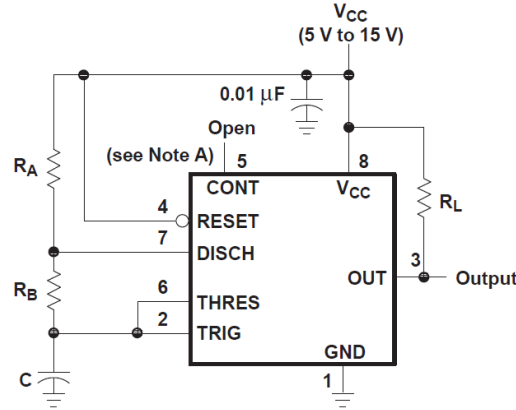 VCC
(5 V to 15 V)
0.01 μF
Open
(see Note A)
5
8
RA
CONT
VCC
RL
4
RESET
7
DISCH
3
OUT
Output
RB
6
THRES
2
TRIG
GND
C
1